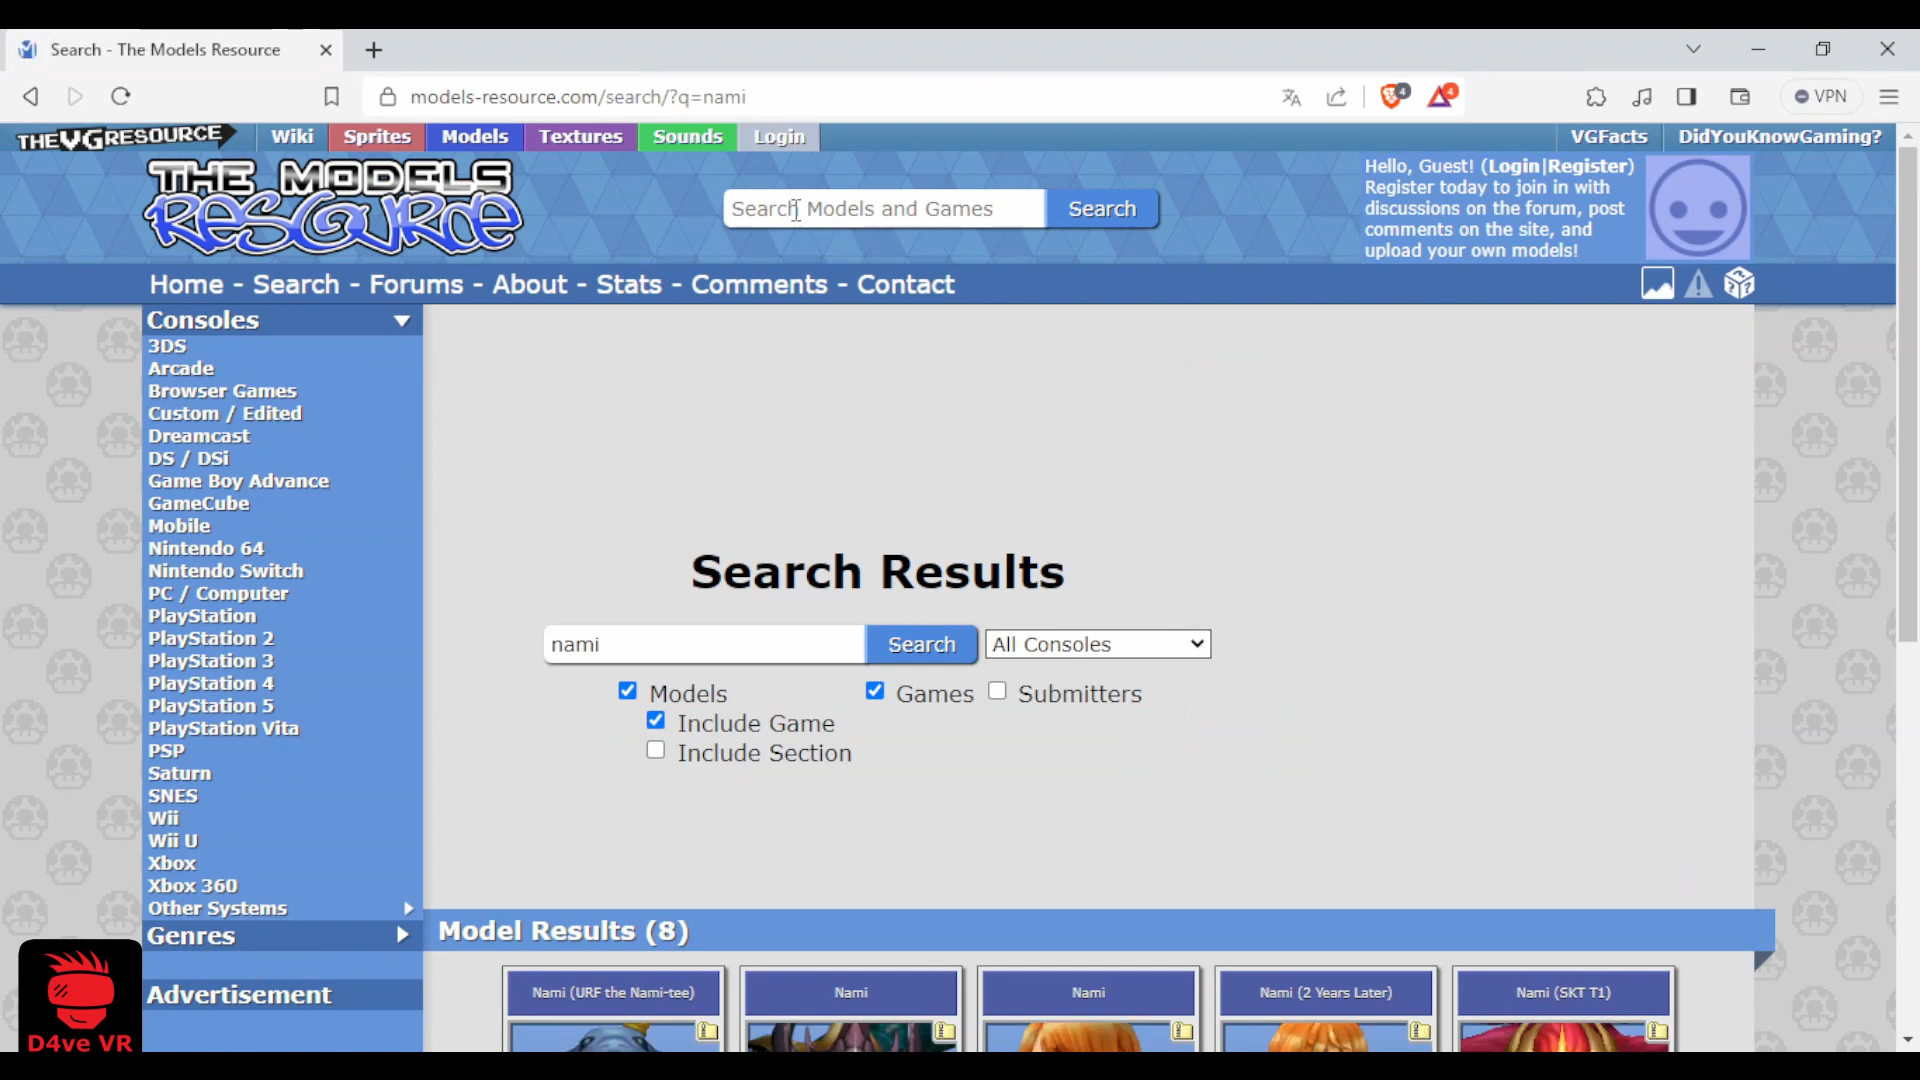 Search - The Models Resource
models-resource.com/search/?q=nami
4
4
VPN
THE VG RESOURCE
Wiki
Sprites
Models
Textures
Sounds
Login
VGFacts
DidYouKnowGaming?
THE MODELS
RESOURCE
Search Models and Games
Search
Hello, Guest! (Login|Register)
Register today to join in with
discussions on the forum, post
comments on the site, and
upload your own models!
Home - Search - Forums - About - Stats - Comments - Contact
Consoles
3DS
Arcade
Browser Games
Custom / Edited
Dreamcast
DS / DSi
Game Boy Advance
GameCube
Mobile
Nintendo 64
Nintendo Switch
PC / Computer
PlayStation
PlayStation 2
PlayStation 3
PlayStation 4
PlayStation 5
PlayStation Vita
PSP
Saturn
SNES
Wii
Wii U
Xbox
Xbox 360
Other Systems
Genres
Advertisement
Search Results
nami
Search
All Consoles
Models
Games
Submitters
Include Game
Include Section
Model Results (8)
Nami (URF the Nami-tee)
Nami
Nami
Nami (2 Years Later)
Nami (SKT T1)
D4ve VR